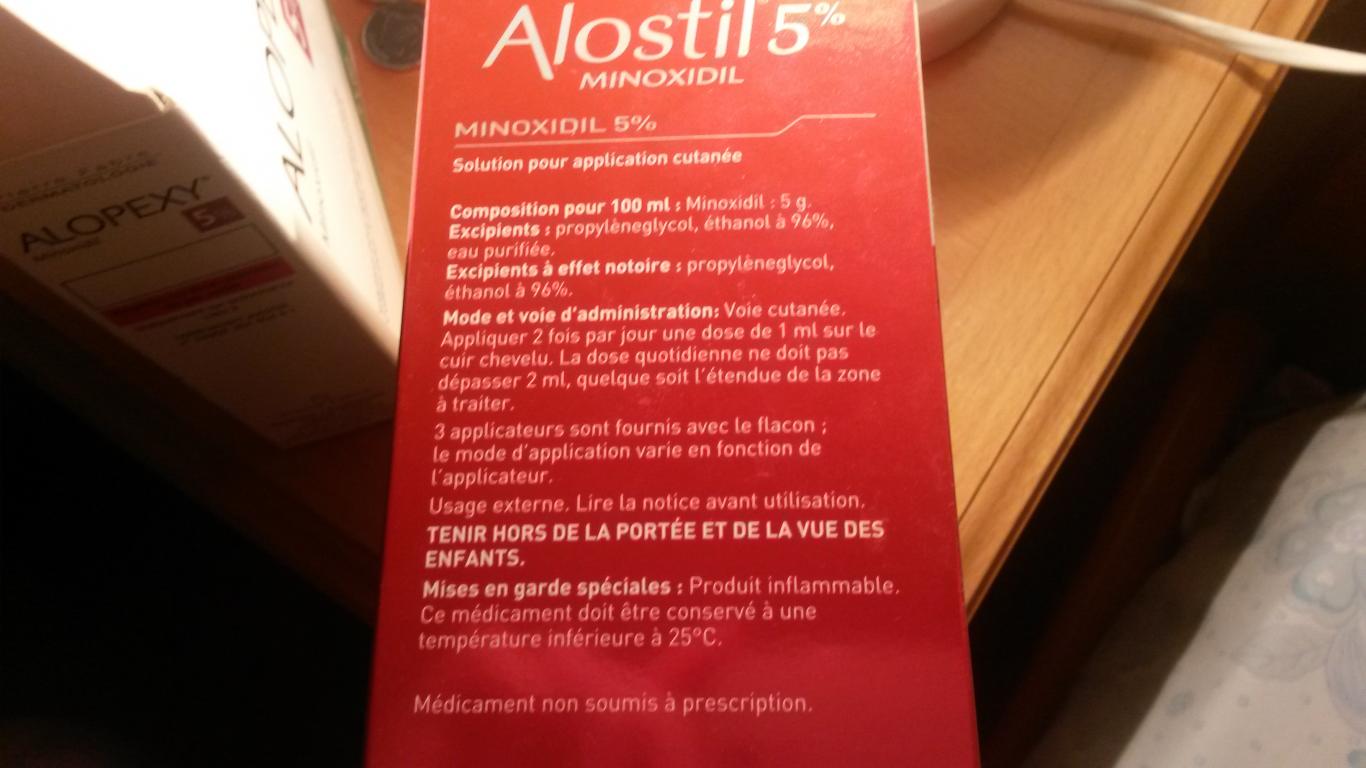 Alostil® 5%
MINOXIDIL
MINOXIDIL 5%
Solution pour application cutanée
Composition pour 100 ml : Minoxidil : 5 g.
Excipients : propylèneglycol, éthanol à 96%,
eau purifiée.
Excipients à effet notoire : propylèneglycol,
éthanol à 96%.
Mode et voie d'administration: Voie cutanée.
Appliquer 2 fois par jour une dose de 1 ml sur le
cuir chevelu. La dose quotidienne ne doit pas
dépasser 2 ml, quelque soit l'étendue de la zone
à traiter.
3 applicateurs sont fournis avec le flacon ;
le mode d'application varie en fonction de
l'applicateur.
Usage externe. Lire la notice avant utilisation.
TENIR HORS DE LA PORTÉE ET DE LA VUE DES
ENFANTS.
Mises en garde spéciales : Produit inflammable.
Ce médicament doit être conservé à une
température inférieure à 25°C.
Médicament non soumis à prescription.
Pierre Fabre
DERMATOLOGIE
ALOPEXY®
5%
ALOP